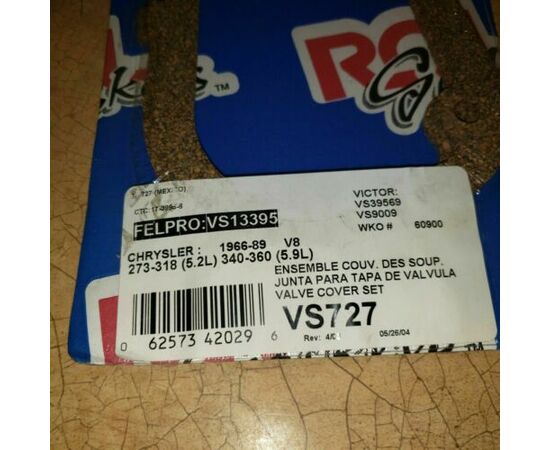 TM
727 (MEXICO)
FELPRO:VS13395
VICTOR:
VS39569
VS9009
WKO # 60900
CHRYSLER : 1966-89 V8
273-318 (5.2L) 340-360 (5.9L)
ENSEMBLE COUV. DES SOUP.
JUNTA PARA TAPA DE VALVULA
VALVE COVER SET
VS727
0 62573 42029 6
Rev: 05/26/04